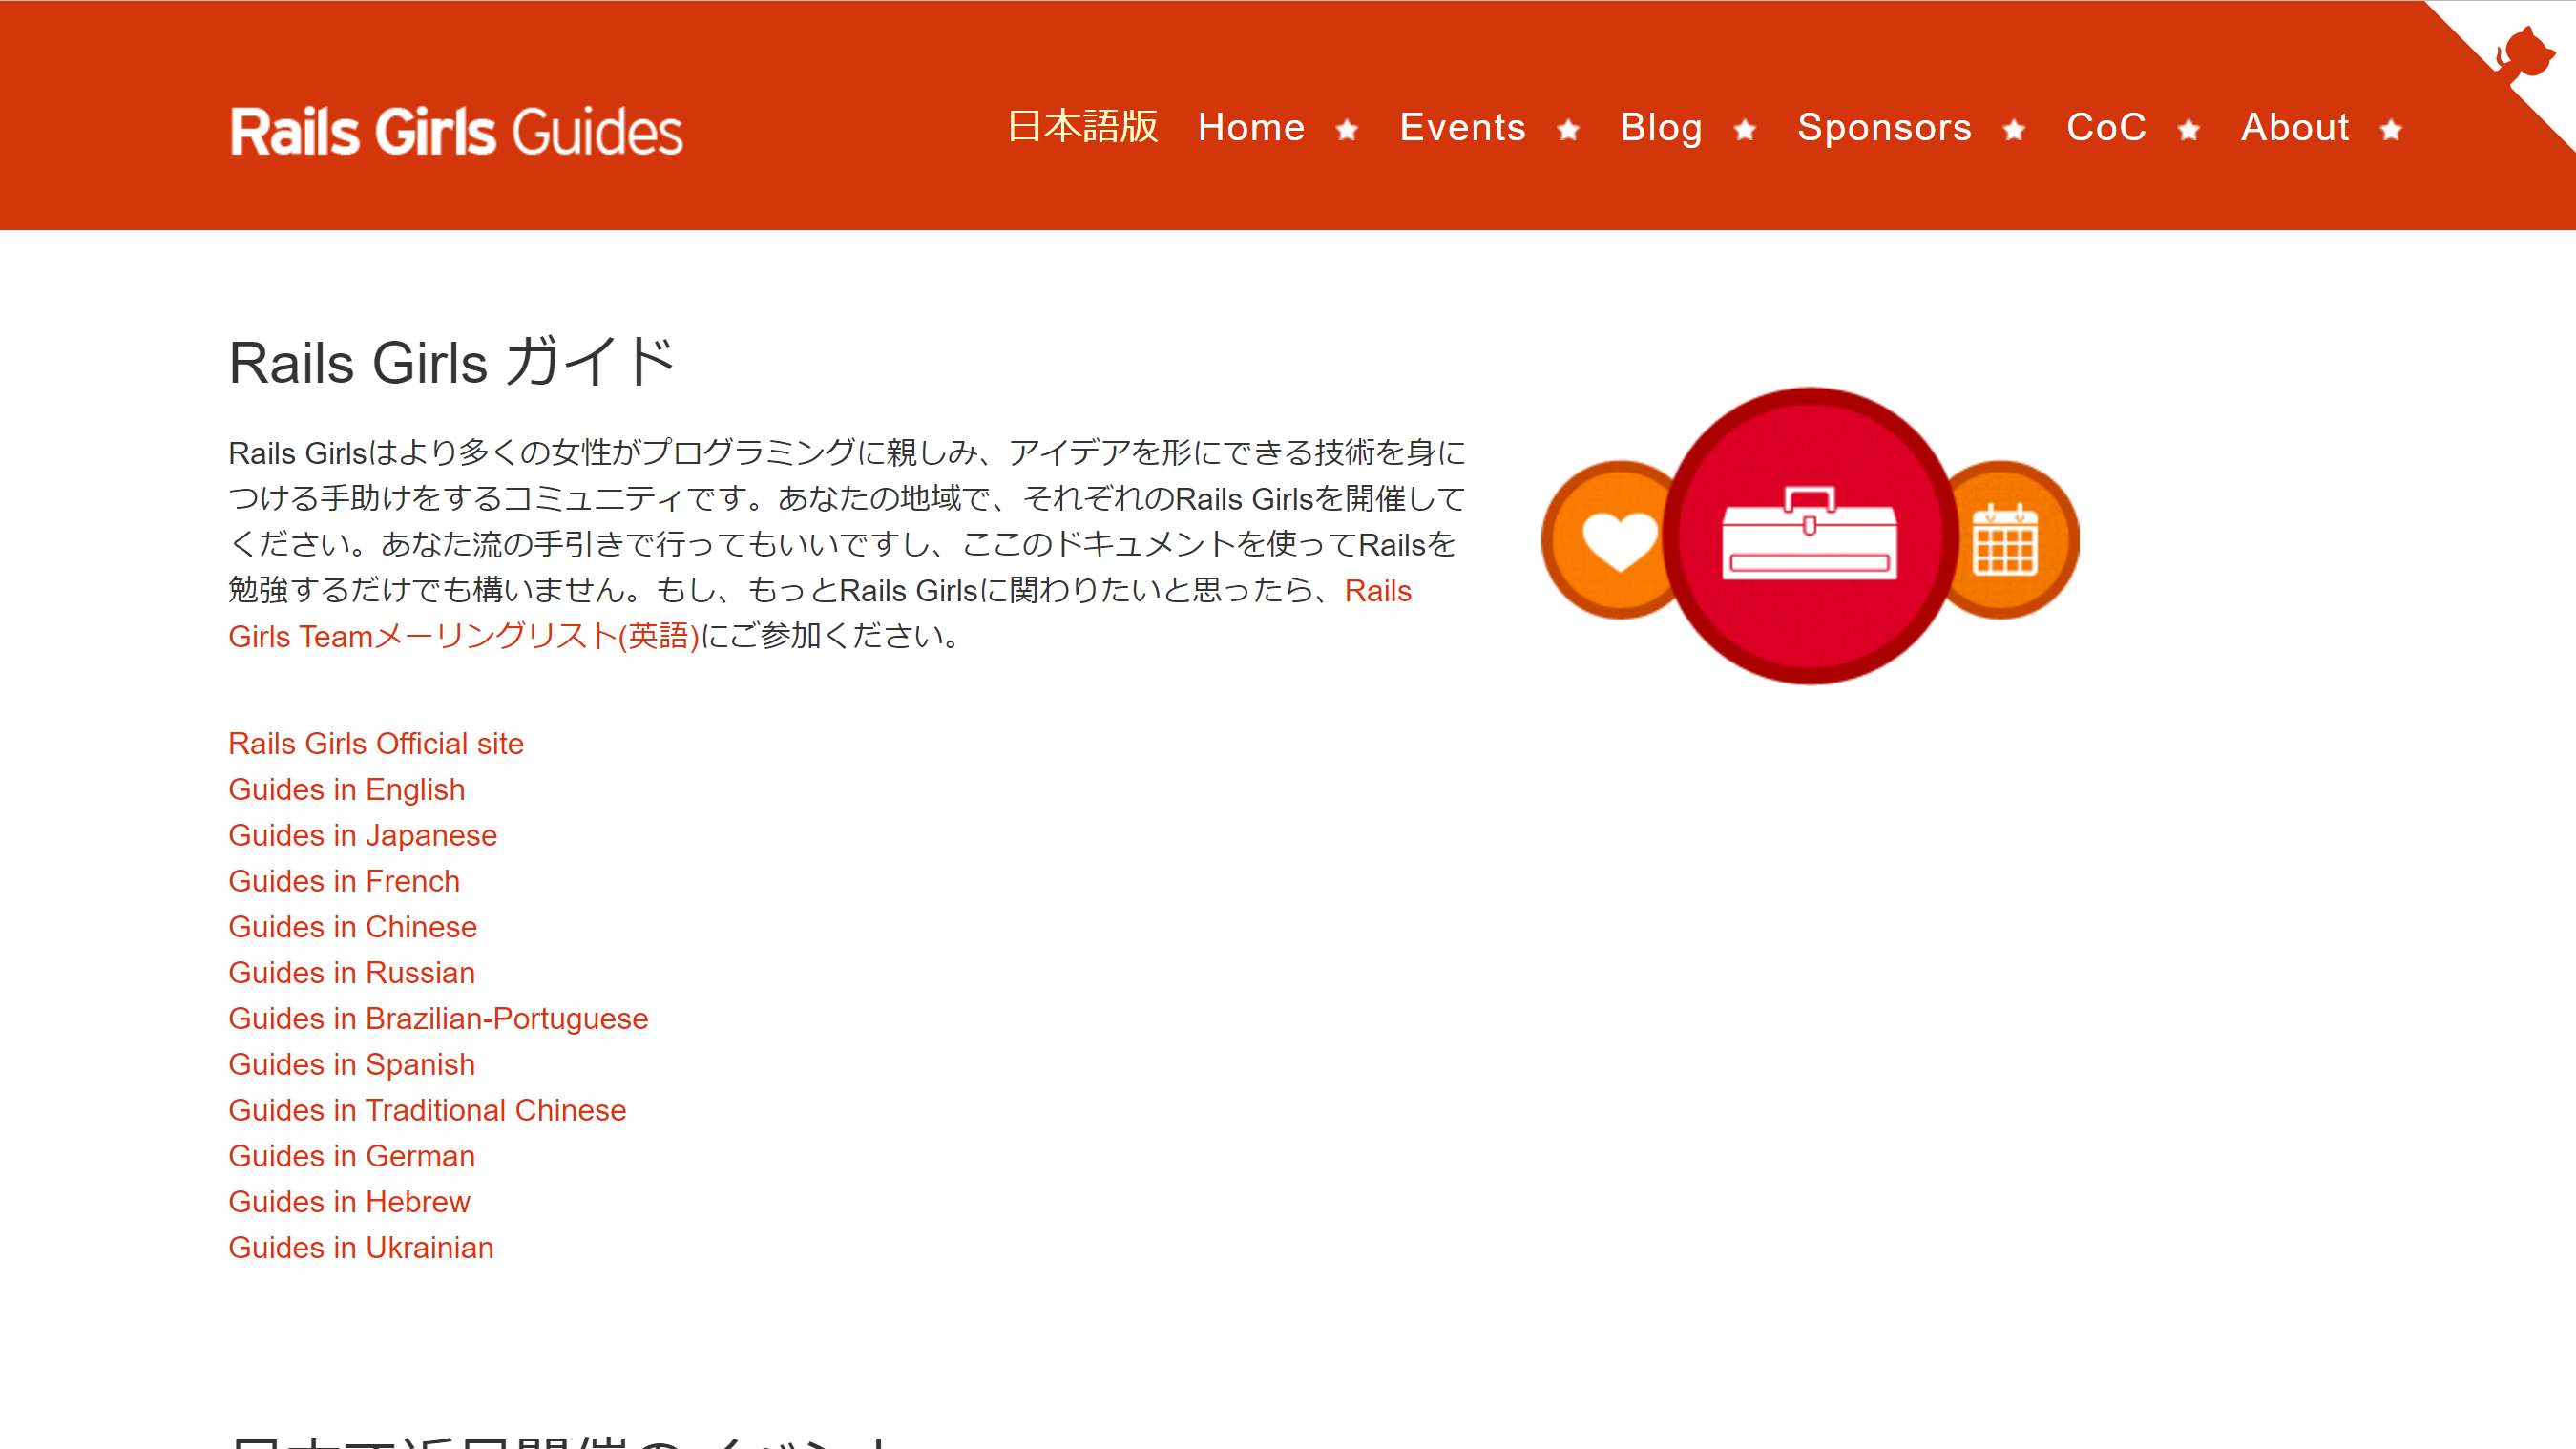 Rails Girls Guides
日本語版 Home Events Blog Sponsors CoC About
Rails Girls ガイド
Rails Girlsはより多くの女性がプログラミングに親しみ、アイデアを形にできる技術を身に
つける手助けをするコミュニティです。あなたの地域で、それぞれのRails Girlsを開催して
ください。あなた流の手引きで行ってもいいですし、ここのドキュメントを使ってRailsを
勉強するだけでも構いません。もし、もっとRails Girlsに関わりたいと思ったら、Rails
Girls Teamメーリングリスト(英語)にご参加ください。
Rails Girls Official site
Guides in English
Guides in Japanese
Guides in French
Guides in Chinese
Guides in Russian
Guides in Brazilian-Portuguese
Guides in Spanish
Guides in Traditional Chinese
Guides in German
Guides in Hebrew
Guides in Ukrainian
日本で近日開催のイベント